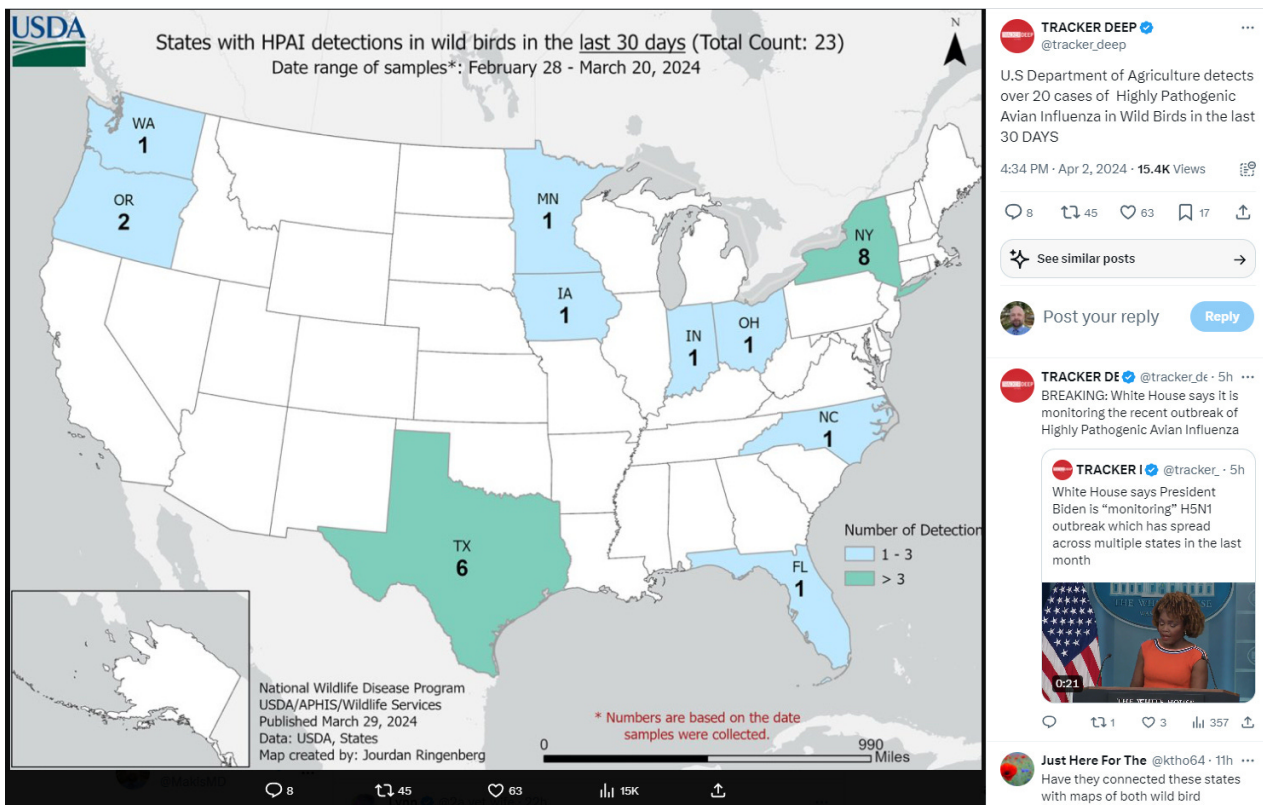 USDA
States with HPAI detections in wild birds in the last 30 days (Total Count: 23)
Date range of samples*: February 28 - March 20, 2024
N
WA
1
OR
2
MN
1
IA
1
IN
1
OH
1
NY
8
NC
1
TX
6
FL
1
Number of Detection
1 - 3
> 3
National Wildlife Disease Program
USDA/APHIS/Wildlife Services
Published March 29, 2024
Data: USDA, States
Map created by: Jourdan Ringenberg
* Numbers are based on the date
samples were collected.
0 990
Miles
8 45 63 15K
TRACKER DEEP
@tracker_deep
U.S Department of Agriculture detects
over 20 cases of Highly Pathogenic
Avian Influenza in Wild Birds in the last
30 DAYS
4:34 PM · Apr 2, 2024 · 15.4K Views
8 45 63 17
See similar posts
Post your reply
Reply
TRACKER DE @tracker_de · 5h
BREAKING: White House says it is
monitoring the recent outbreak of
Highly Pathogenic Avian Influenza
TRACKER @tracker_ · 5h
White House says President
Biden is “monitoring” H5N1
outbreak which has spread
across multiple states in the last
month
THE WHITE HOUSE
0:21
THE WHITE HOUSE
1 3 357
Just Here For The @ktho64 · 11h
Have they connected these states
with maps of both wild bird